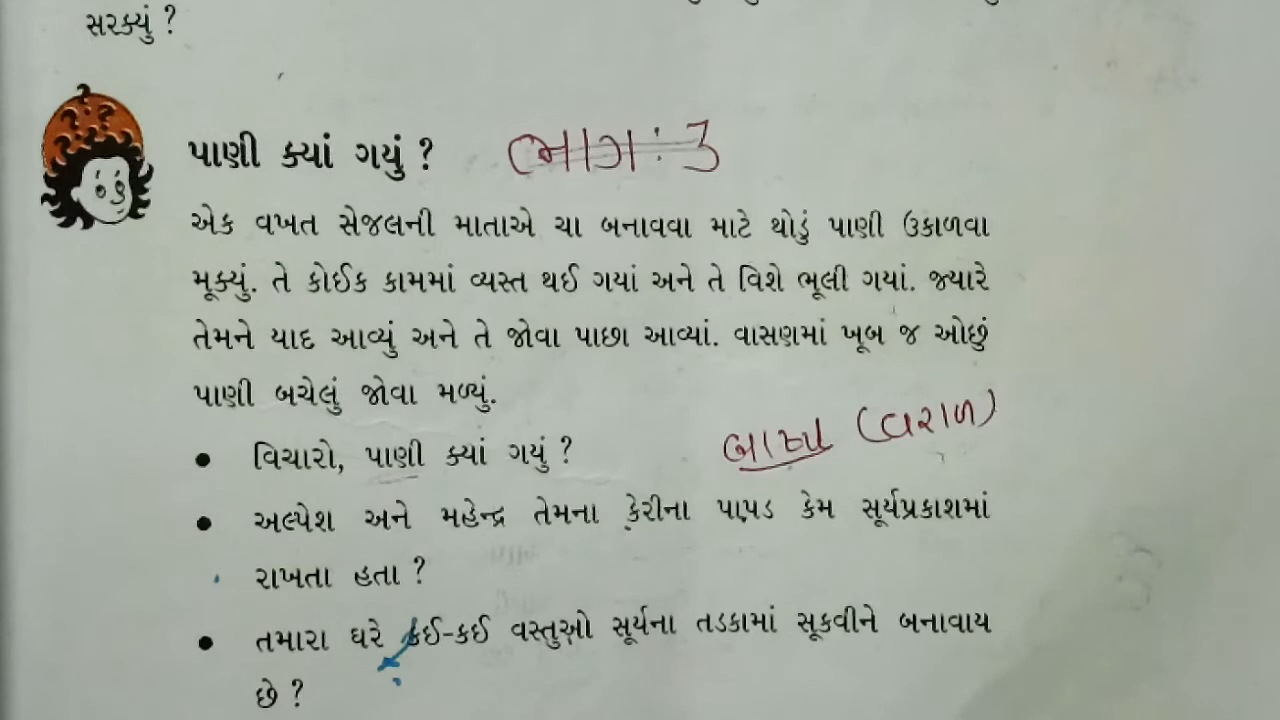 સરક્યું ?
પાણી ક્યાં ગયું ? ભાગ : 3
એક વખત સેજલની માતાએ ચા બનાવવા માટે થોડું પાણી ઉકાળવા
મૂક્યું. તે કોઈક કામમાં વ્યસ્ત થઈ ગયાં અને તે વિશે ભૂલી ગયાં. જ્યારે
તેમને યાદ આવ્યું અને તે જોવા પાછા આવ્યાં. વાસણમાં ખૂબ જ ઓછું
પાણી બચેલું જોવા મળ્યું.
• વિચારો, પાણી ક્યાં ગયું ? બાષ્પ (વરાળ)
• અલ્પેશ અને મહેન્દ્ર તેમના કેરીના પાપડ કેમ સૂર્યપ્રકાશમાં
રાખતા હતા ?
• તમારા ઘરે કઈ-કઈ વસ્તુઓ સૂર્યના તડકામાં સૂકવીને બનાવાય
છે ?